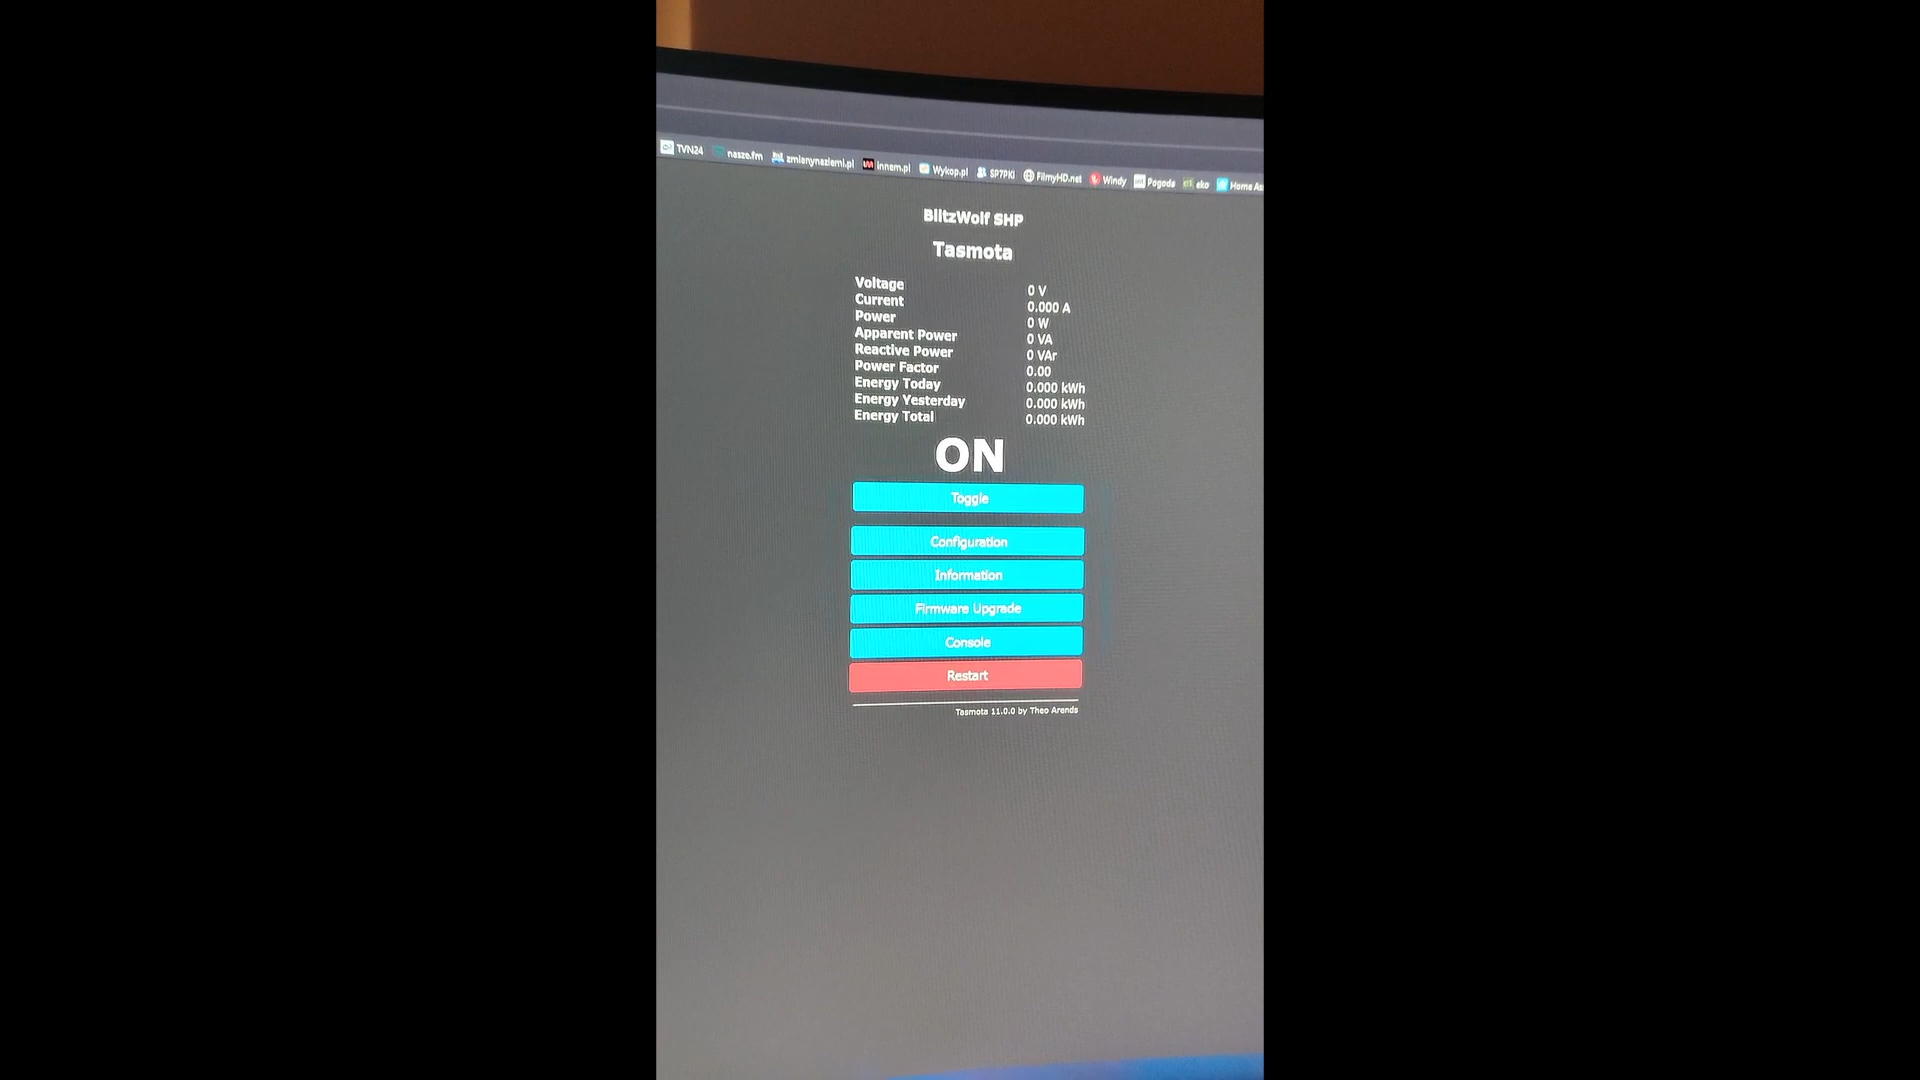 TVN24 nasze.fm zmianynaziemi.pl innem.pl Wykop.pl SP7PKI FilmyHD.net Windy Pogoda eko Home As
BlitzWolf SHP
Tasmota
Voltage 0 V
Current 0.000 A
Power 0 W
Apparent Power 0 VA
Reactive Power 0 VAr
Power Factor 0.00
Energy Today 0.000 kWh
Energy Yesterday 0.000 kWh
Energy Total 0.000 kWh
ON
Toggle
Configuration
Information
Firmware Upgrade
Console
Restart
Tasmota 11.0.0 by Theo Arends